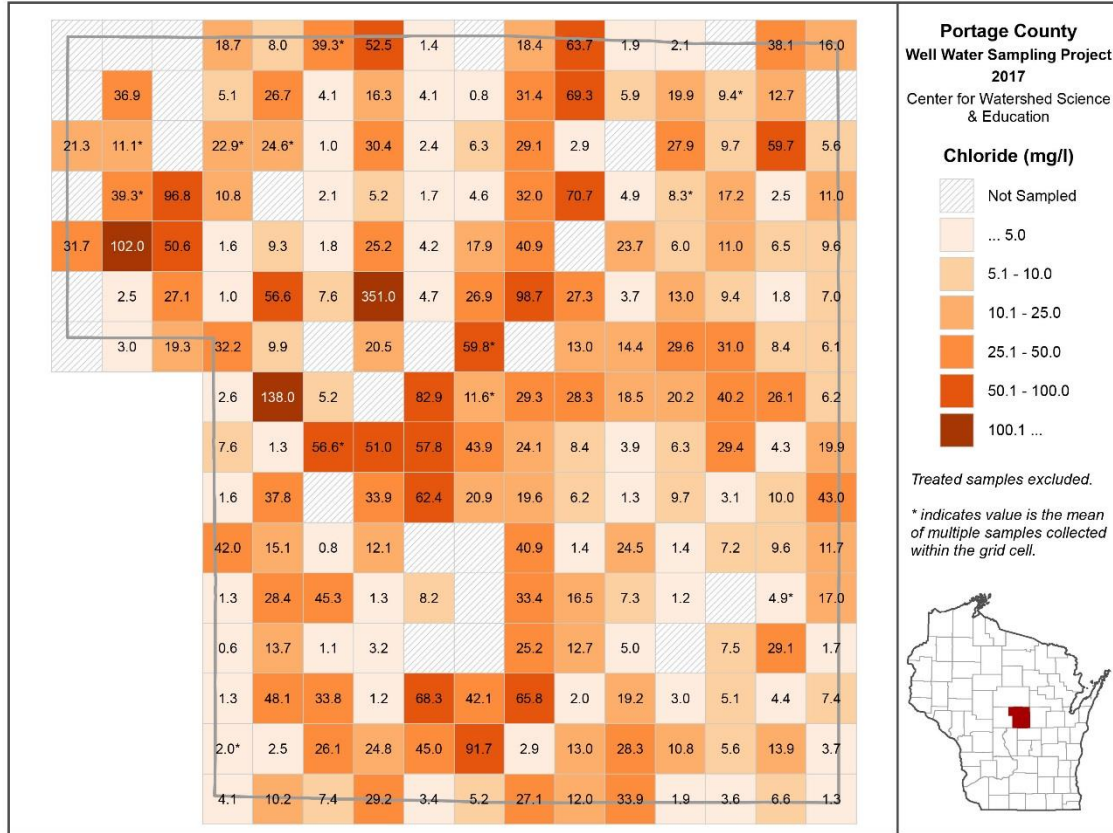 18.7 8.0 39.3* 52.5 1.4 18.4 63.7 1.9 2.1 38.1 16.0
36.9 5.1 26.7 4.1 16.3 4.1 0.8 31.4 69.3 5.9 19.9 9.4* 12.7
21.3 11.1* 22.9* 24.6* 1.0 30.4 2.4 6.3 29.1 2.9 27.9 9.7 59.7 5.6
39.3* 96.8 10.8 2.1 5.2 1.7 4.6 32.0 70.7 4.9 8.3* 17.2 2.5 11.0
31.7 102.0 50.6 1.6 9.3 1.8 25.2 4.2 17.9 40.9 23.7 6.0 11.0 6.5 9.6
2.5 27.1 1.0 56.6 7.6 351.0 4.7 26.9 98.7 27.3 3.7 13.0 9.4 1.8 7.0
3.0 19.3 32.2 9.9 20.5 59.8* 13.0 14.4 29.6 31.0 8.4 6.1
2.6 138.0 5.2 82.9 11.6* 29.3 28.3 18.5 20.2 40.2 26.1 6.2
7.6 1.3 56.6* 51.0 57.8 43.9 24.1 8.4 3.9 6.3 29.4 4.3 19.9
1.6 37.8 33.9 62.4 20.9 19.6 6.2 1.3 9.7 3.1 10.0 43.0
42.0 15.1 0.8 12.1 40.9 1.4 24.5 1.4 7.2 9.6 11.7
1.3 28.4 45.3 1.3 8.2 33.4 16.5 7.3 1.2 4.9* 17.0
0.6 13.7 1.1 3.2 25.2 12.7 5.0 7.5 29.1 1.7
1.3 48.1 33.8 1.2 68.3 42.1 65.8 2.0 19.2 3.0 5.1 4.4 7.4
2.0* 2.5 26.1 24.8 45.0 91.7 2.9 13.0 28.3 10.8 5.6 13.9 3.7
4.1 10.2 7.4 29.2 3.4 5.2 27.1 12.0 33.9 1.9 3.6 6.6 1.3
Portage County
Well Water Sampling Project
2017
Center for Watershed Science
& Education
Chloride (mg/l)
Not Sampled
... 5.0
5.1 - 10.0
10.1 - 25.0
25.1 - 50.0
50.1 - 100.0
100.1 ...
Treated samples excluded.
* indicates value is the mean
of multiple samples collected
within the grid cell.